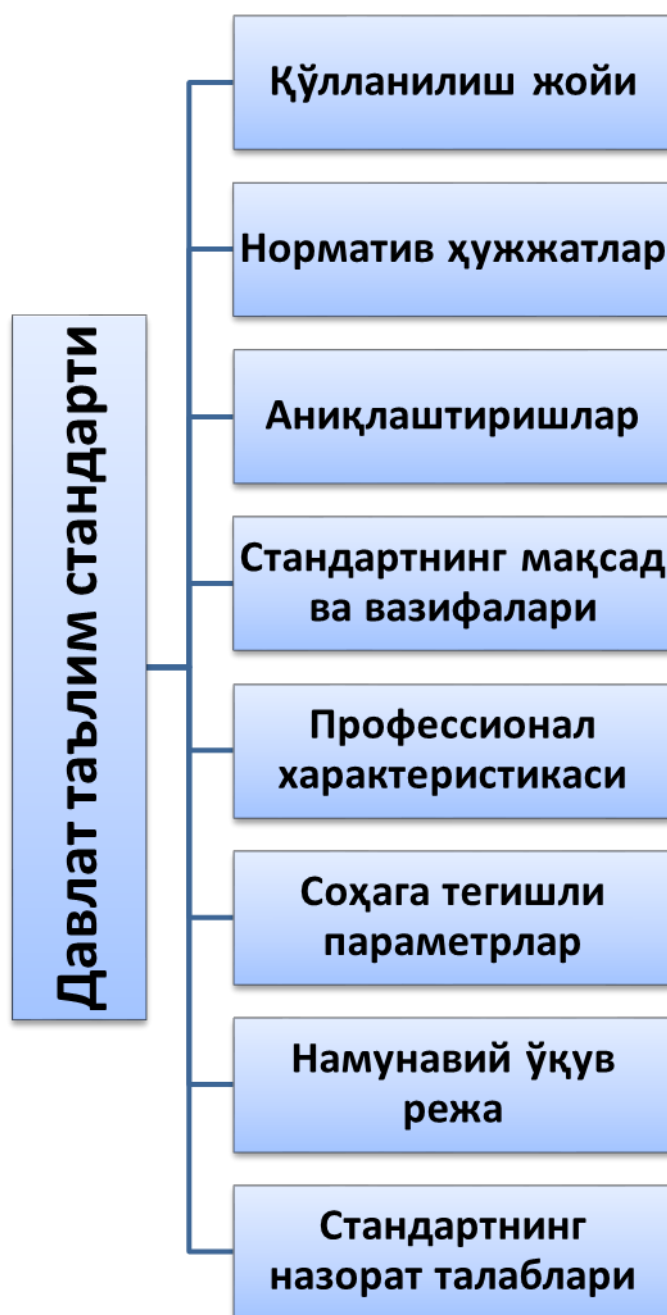 Давлат таълим стандарти
Қўлланилиш жойи
Норматив ҳужжатлар
Аниқлаштиришлар
Стандартнинг мақсад
ва вазифалари
Профессионал
характеристикаси
Соҳага тегишли
параметрлар
Намунавий ўқув
режа
Стандартнинг
назорат талаблари